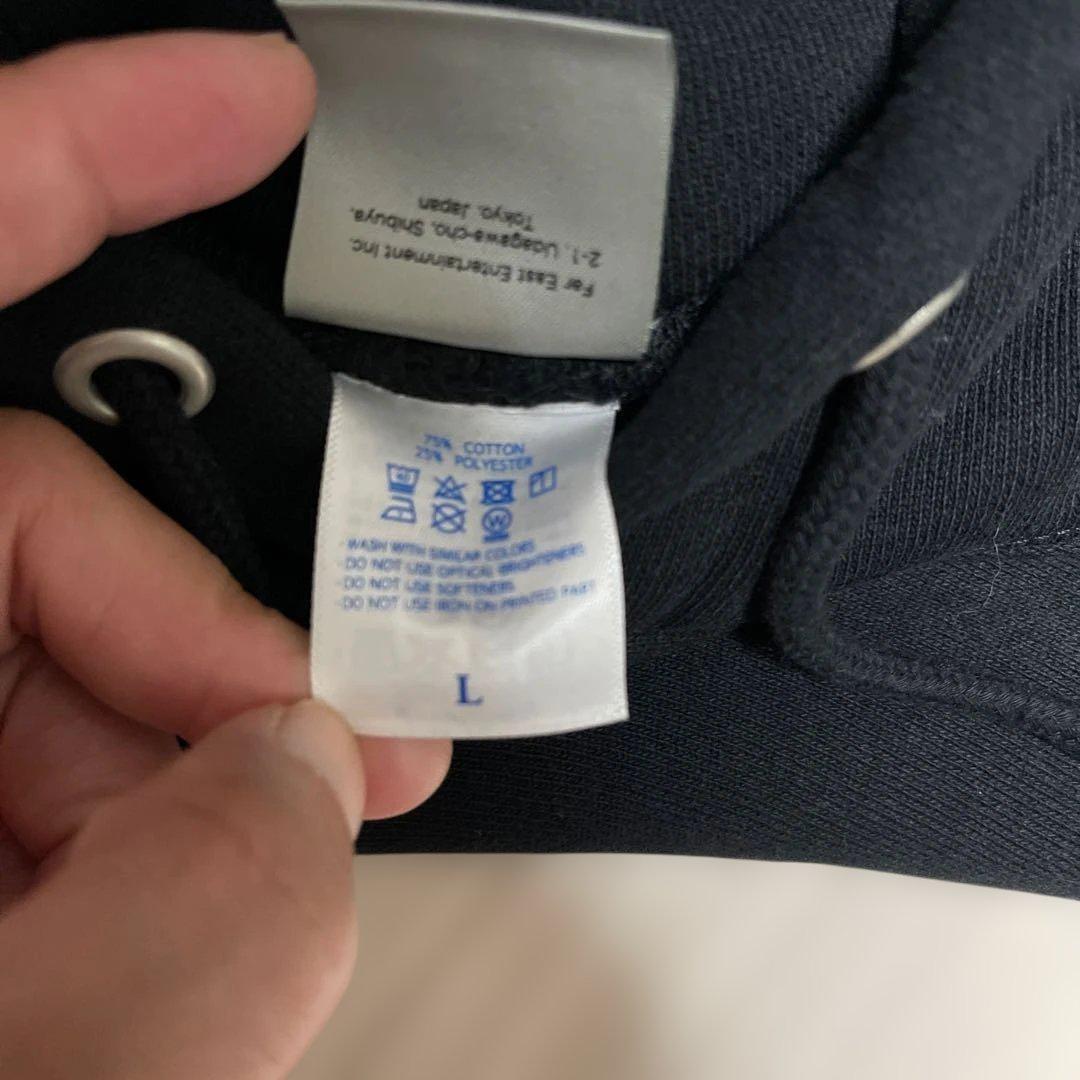 Far East Entertainment Inc.
2-1, Udagawa-cho, Shibuya,
Tokyo, Japan
75% COTTON
25% POLYESTER
·WASH WITH SIMILAR COLORS
·DO NOT USE OPTICAL BRIGHTENERS
·DO NOT USE SOFTENERS
·DO NOT USE IRON ON PRINTED PART
L